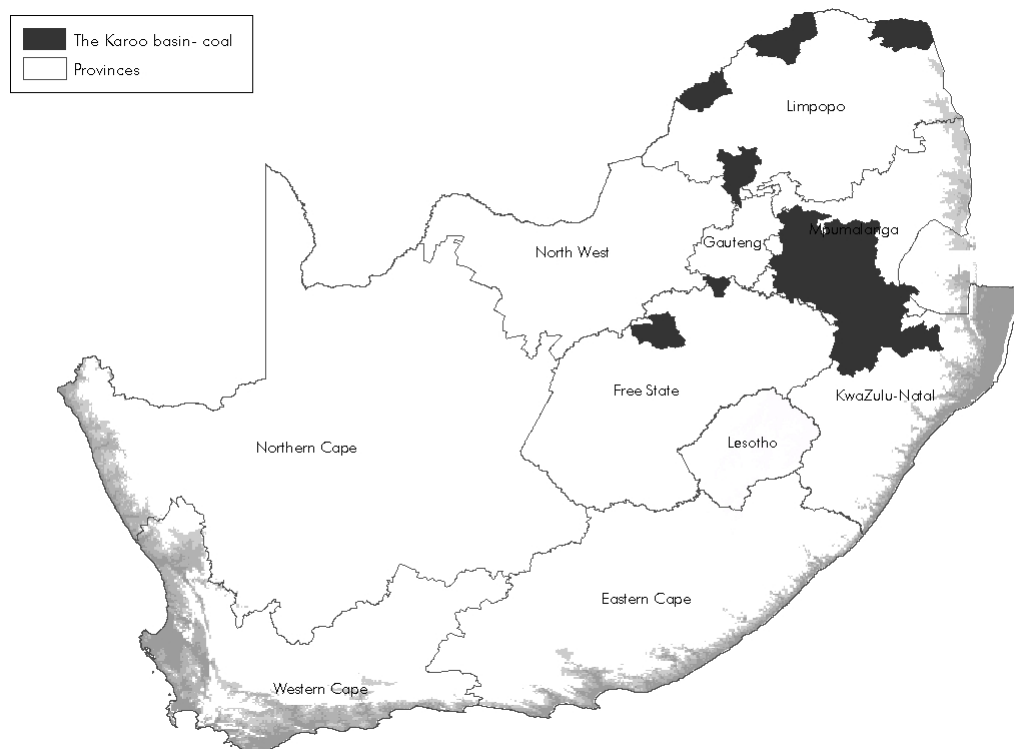 The Karoo basin- coal
Provinces
Limpopo
Mpumalanga
Gauteng
North West
Free State
KwaZulu-Natal
Lesotho
Northern Cape
Eastern Cape
Western Cape